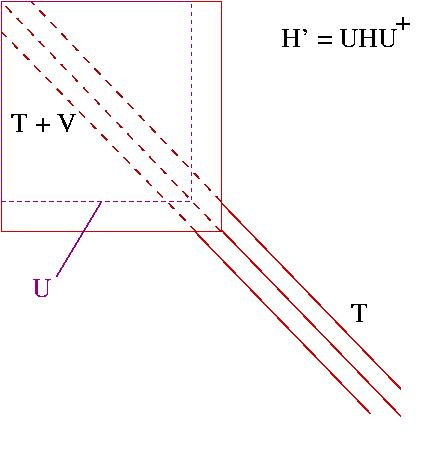 H' = UHU⁺
T + V
U
T